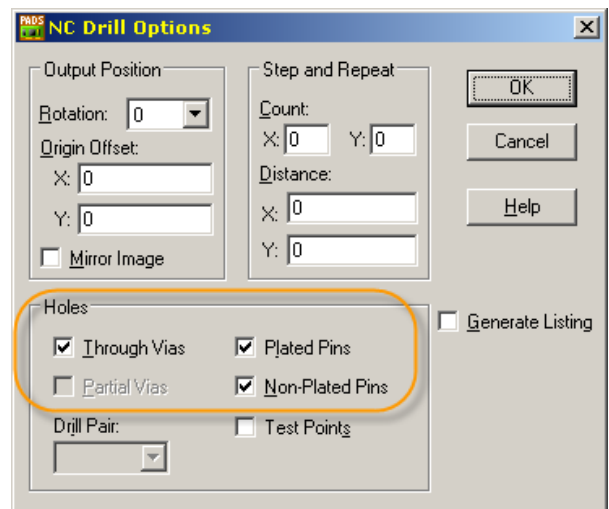 PADS
NC Drill Options
Output Position
Rotation: 0
Origin Offset:
X: 0
Y: 0
Mirror Image
Step and Repeat
Count:
X: 0 Y: 0
Distance:
X: 0
Y: 0
OK
Cancel
Help
Holes
Through Vias
Plated Pins
Partial Vias
Non-Plated Pins
Drill Pair:
Test Points
Generate Listing